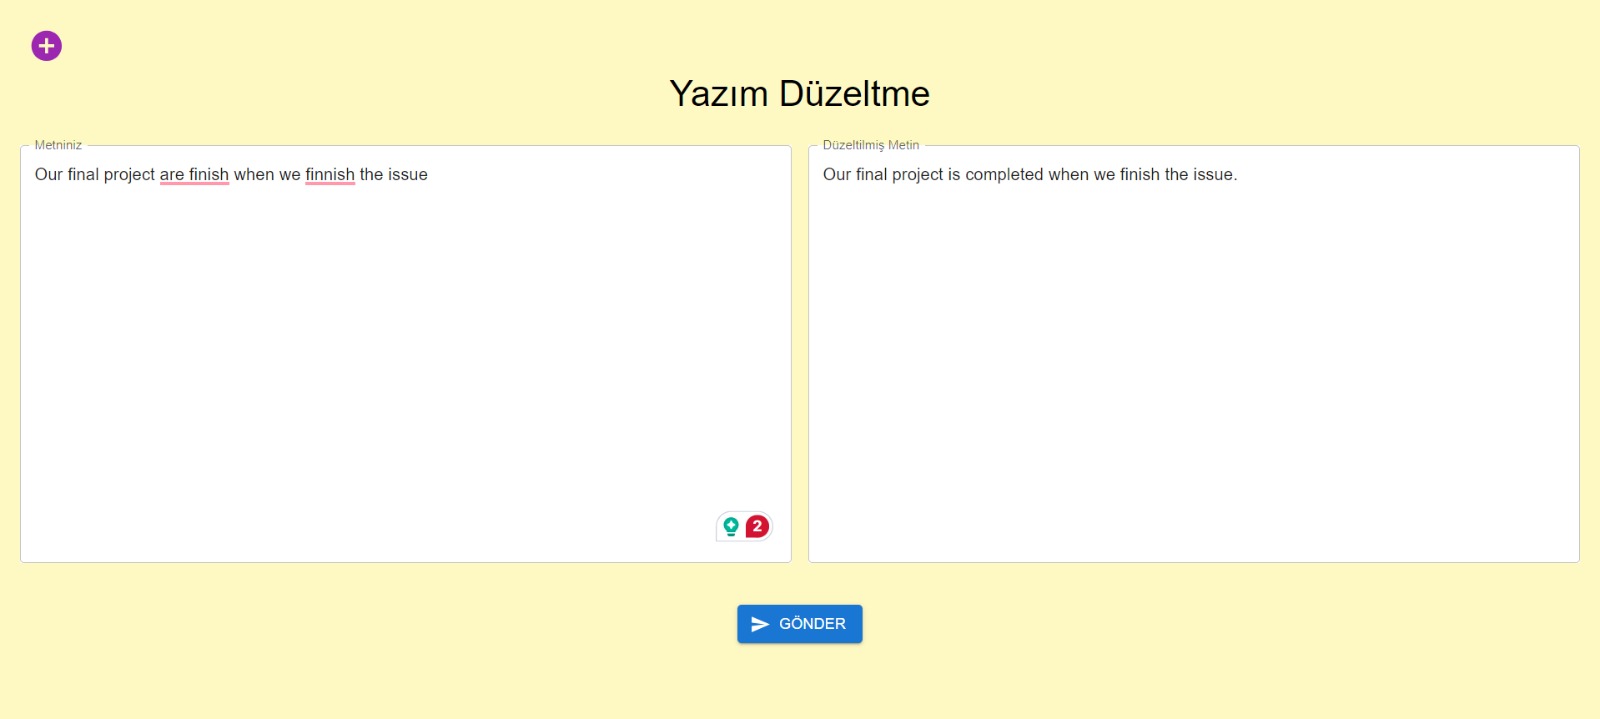 Yazım Düzeltme
Metniniz
Our final project are finish when we finnish the issue
2
Düzeltilmiş Metin
Our final project is completed when we finish the issue.
GÖNDER